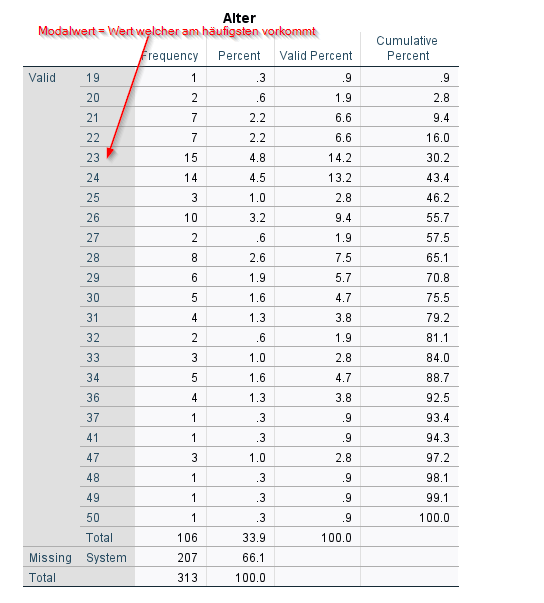 Alter
Modalwert = Wert welcher am häufigsten vorkommt
Frequency Percent Valid Percent Cumulative Percent
Valid 19 1 .3 .9 .9
20 2 .6 1.9 2.8
21 7 2.2 6.6 9.4
22 7 2.2 6.6 16.0
23 15 4.8 14.2 30.2
24 14 4.5 13.2 43.4
25 3 1.0 2.8 46.2
26 10 3.2 9.4 55.7
27 2 .6 1.9 57.5
28 8 2.6 7.5 65.1
29 6 1.9 5.7 70.8
30 5 1.6 4.7 75.5
31 4 1.3 3.8 79.2
32 2 .6 1.9 81.1
33 3 1.0 2.8 84.0
34 5 1.6 4.7 88.7
36 4 1.3 3.8 92.5
37 1 .3 .9 93.4
41 1 .3 .9 94.3
47 3 1.0 2.8 97.2
48 1 .3 .9 98.1
49 1 .3 .9 99.1
50 1 .3 .9 100.0
Total 106 33.9 100.0
Missing System 207 66.1
Total 313 100.0